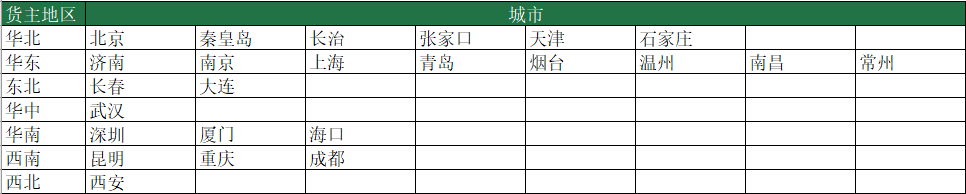 货主地区 城市
华北 北京 秦皇岛 长治 张家口 天津 石家庄
华东 济南 南京 上海 青岛 烟台 温州 南昌 常州
东北 长春 大连
华中 武汉
华南 深圳 厦门 海口
西南 昆明 重庆 成都
西北 西安